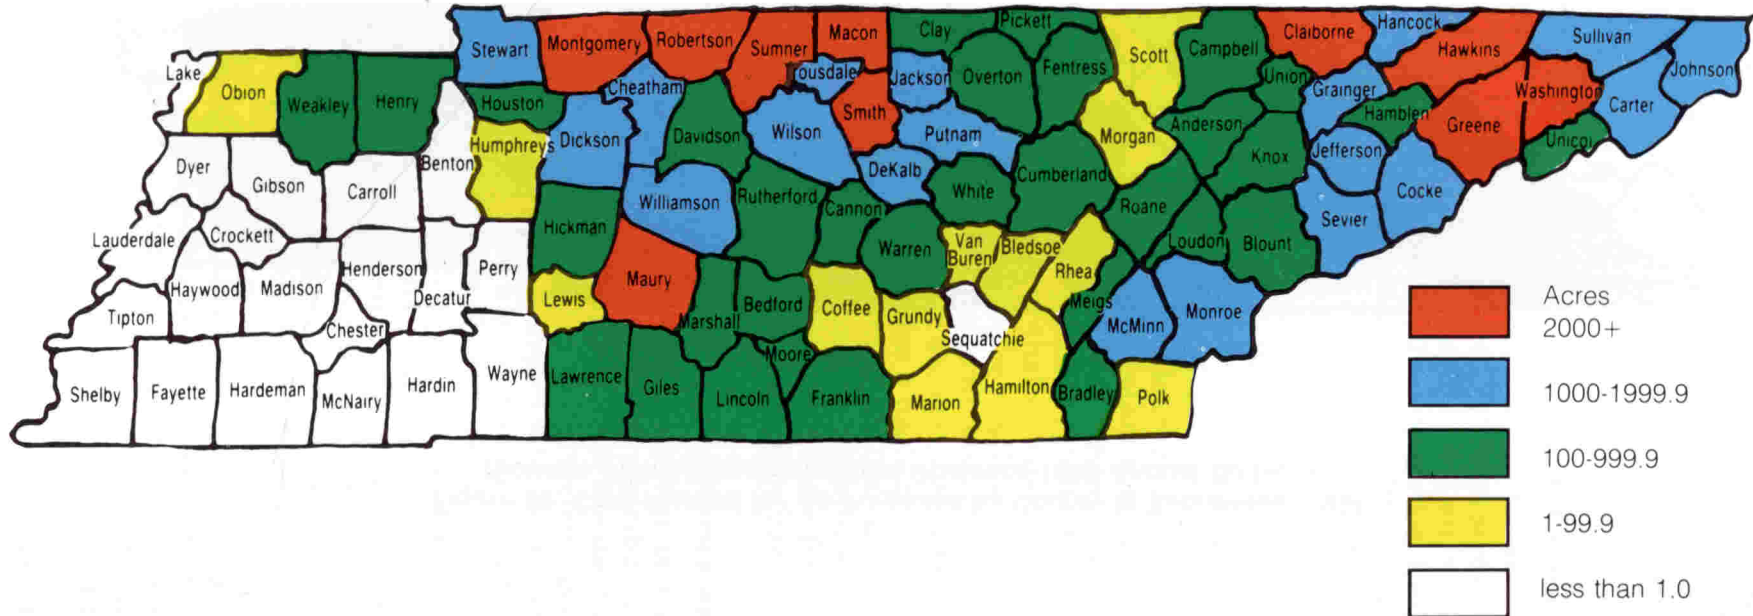 Lake
Obion
Weakley
Henry
Stewart
Montgomery
Robertson
Sumner
Macon
Clay
Pickett
Scott
Campbell
Claiborne
Hancock
Hawkins
Sullivan
Johnson
Houston
Cheatham
Trousdale
Jackson
Overton
Fentress
Union
Grainger
Hamblen
Washington
Carter
Greene
Unicoi
Humphreys
Dickson
Davidson
Wilson
Smith
Putnam
Morgan
Anderson
Knox
Jefferson
Cocke
Sevier
Dyer
Gibson
Carroll
Benton
Williamson
Rutherford
Cannon
DeKalb
White
Cumberland
Roane
Loudon
Blount
Lauderdale
Crockett
Hickman
Warren
Van
Buren
Bledsoe
Rhea
Haywood
Madison
Henderson
Decatur
Perry
Lewis
Maury
Marshall
Bedford
Coffee
Grundy
Sequatchie
Meigs
McMinn
Monroe
Tipton
Chester
Moore
Shelby
Fayette
Hardeman
McNairy
Hardin
Wayne
Lawrence
Giles
Lincoln
Franklin
Marion
Hamilton
Bradley
Polk
Acres
2000+
1000-1999.9
100-999.9
1-99.9
less than 1.0